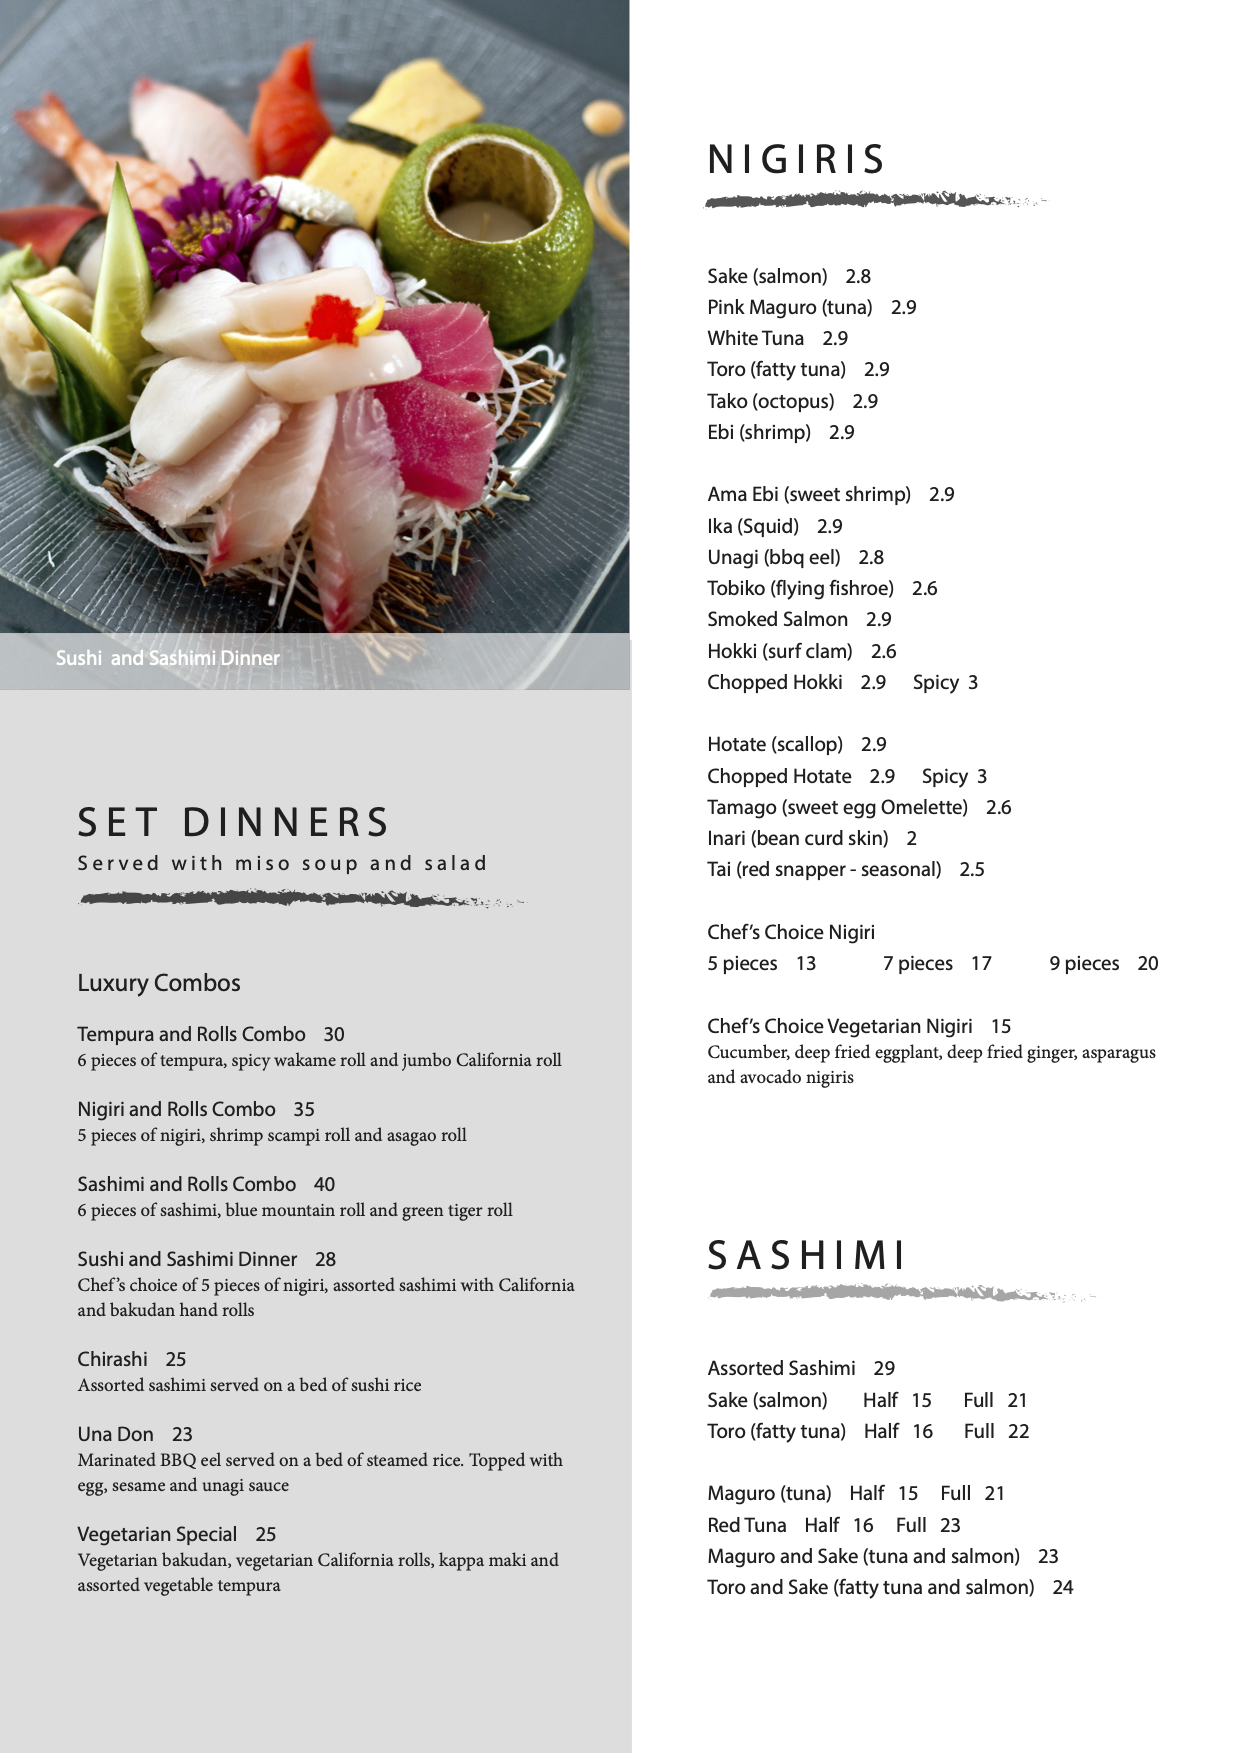 Sushi and Sashimi Dinner
SET DINNERS
Served with miso soup and salad
Luxury Combos
Tempura and Rolls Combo 30
6 pieces of tempura, spicy wakame roll and jumbo California roll
Nigiri and Rolls Combo 35
5 pieces of nigiri, shrimp scampi roll and asagao roll
Sashimi and Rolls Combo 40
6 pieces of sashimi, blue mountain roll and green tiger roll
Sushi and Sashimi Dinner 28
Chef’s choice of 5 pieces of nigiri, assorted sashimi with California
and bakudan hand rolls
Chirashi 25
Assorted sashimi served on a bed of sushi rice
Una Don 23
Marinated BBQ eel served on a bed of steamed rice. Topped with
egg, sesame and unagi sauce
Vegetarian Special 25
Vegetarian bakudan, vegetarian California rolls, kappa maki and
assorted vegetable tempura
NIGIRIS
Sake (salmon) 2.8
Pink Maguro (tuna) 2.9
White Tuna 2.9
Toro (fatty tuna) 2.9
Tako (octopus) 2.9
Ebi (shrimp) 2.9
Ama Ebi (sweet shrimp) 2.9
Ika (Squid) 2.9
Unagi (bbq eel) 2.8
Tobiko (flying fishroe) 2.6
Smoked Salmon 2.9
Hokki (surf clam) 2.6
Chopped Hokki 2.9 Spicy 3
Hotate (scallop) 2.9
Chopped Hotate 2.9 Spicy 3
Tamago (sweet egg Omelette) 2.6
Inari (bean curd skin) 2
Tai (red snapper - seasonal) 2.5
Chef’s Choice Nigiri
5 pieces 13 7 pieces 17 9 pieces 20
Chef’s Choice Vegetarian Nigiri 15
Cucumber, deep fried eggplant, deep fried ginger, asparagus
and avocado nigiris
SASHIMI
Assorted Sashimi 29
Sake (salmon) Half 15 Full 21
Toro (fatty tuna) Half 16 Full 22
Maguro (tuna) Half 15 Full 21
Red Tuna Half 16 Full 23
Maguro and Sake (tuna and salmon) 23
Toro and Sake (fatty tuna and salmon) 24